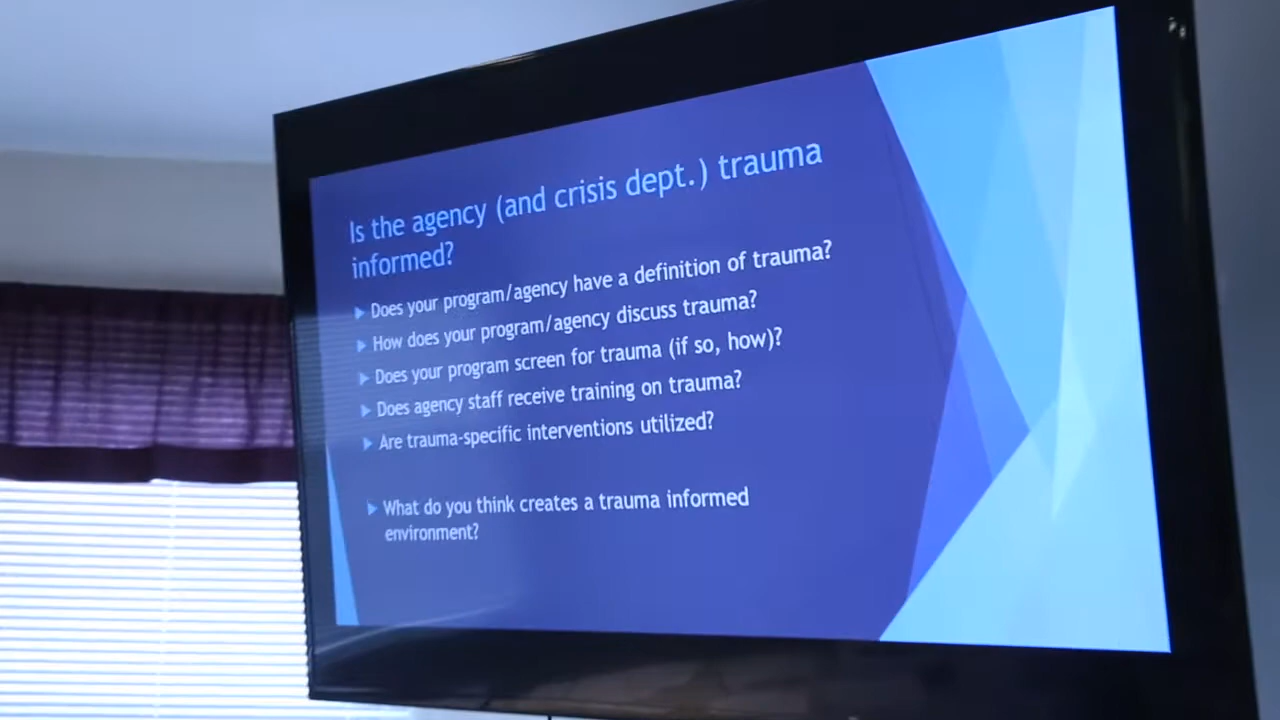 Is the agency (and crisis dept.) trauma
informed?
Does your program/agency have a definition of trauma?
How does your program/agency discuss trauma?
Does your program screen for trauma (if so, how)?
Does agency staff receive training on trauma?
Are trauma-specific interventions utilized?
What do you think creates a trauma informed
environment?